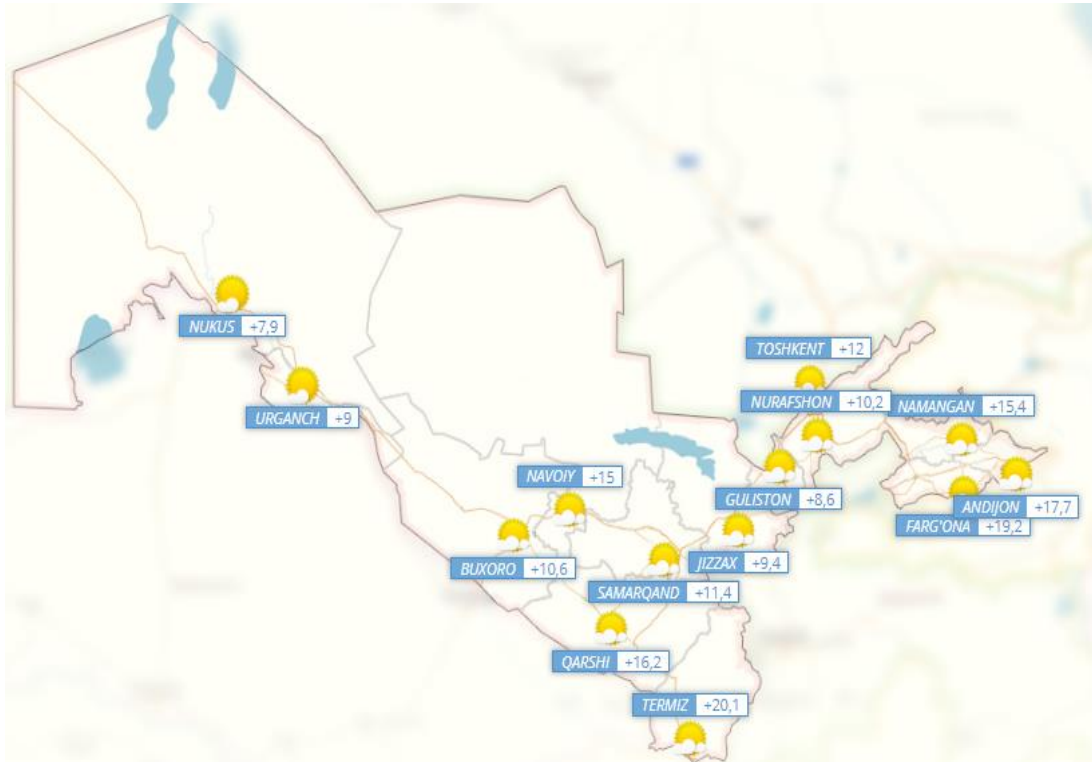 NUKUS +7,9
URGANCH +9
TOSHKENT +12
NURAFSHON +10,2
NAMANGAN +15,4
NAVOIY +15
GULISTON +8,6
ANDIJON +17,7
FARG'ONA +19,2
BUXORO +10,6
JIZZAX +9,4
SAMARQAND +11,4
QARSHI +16,2
TERMIZ +20,1